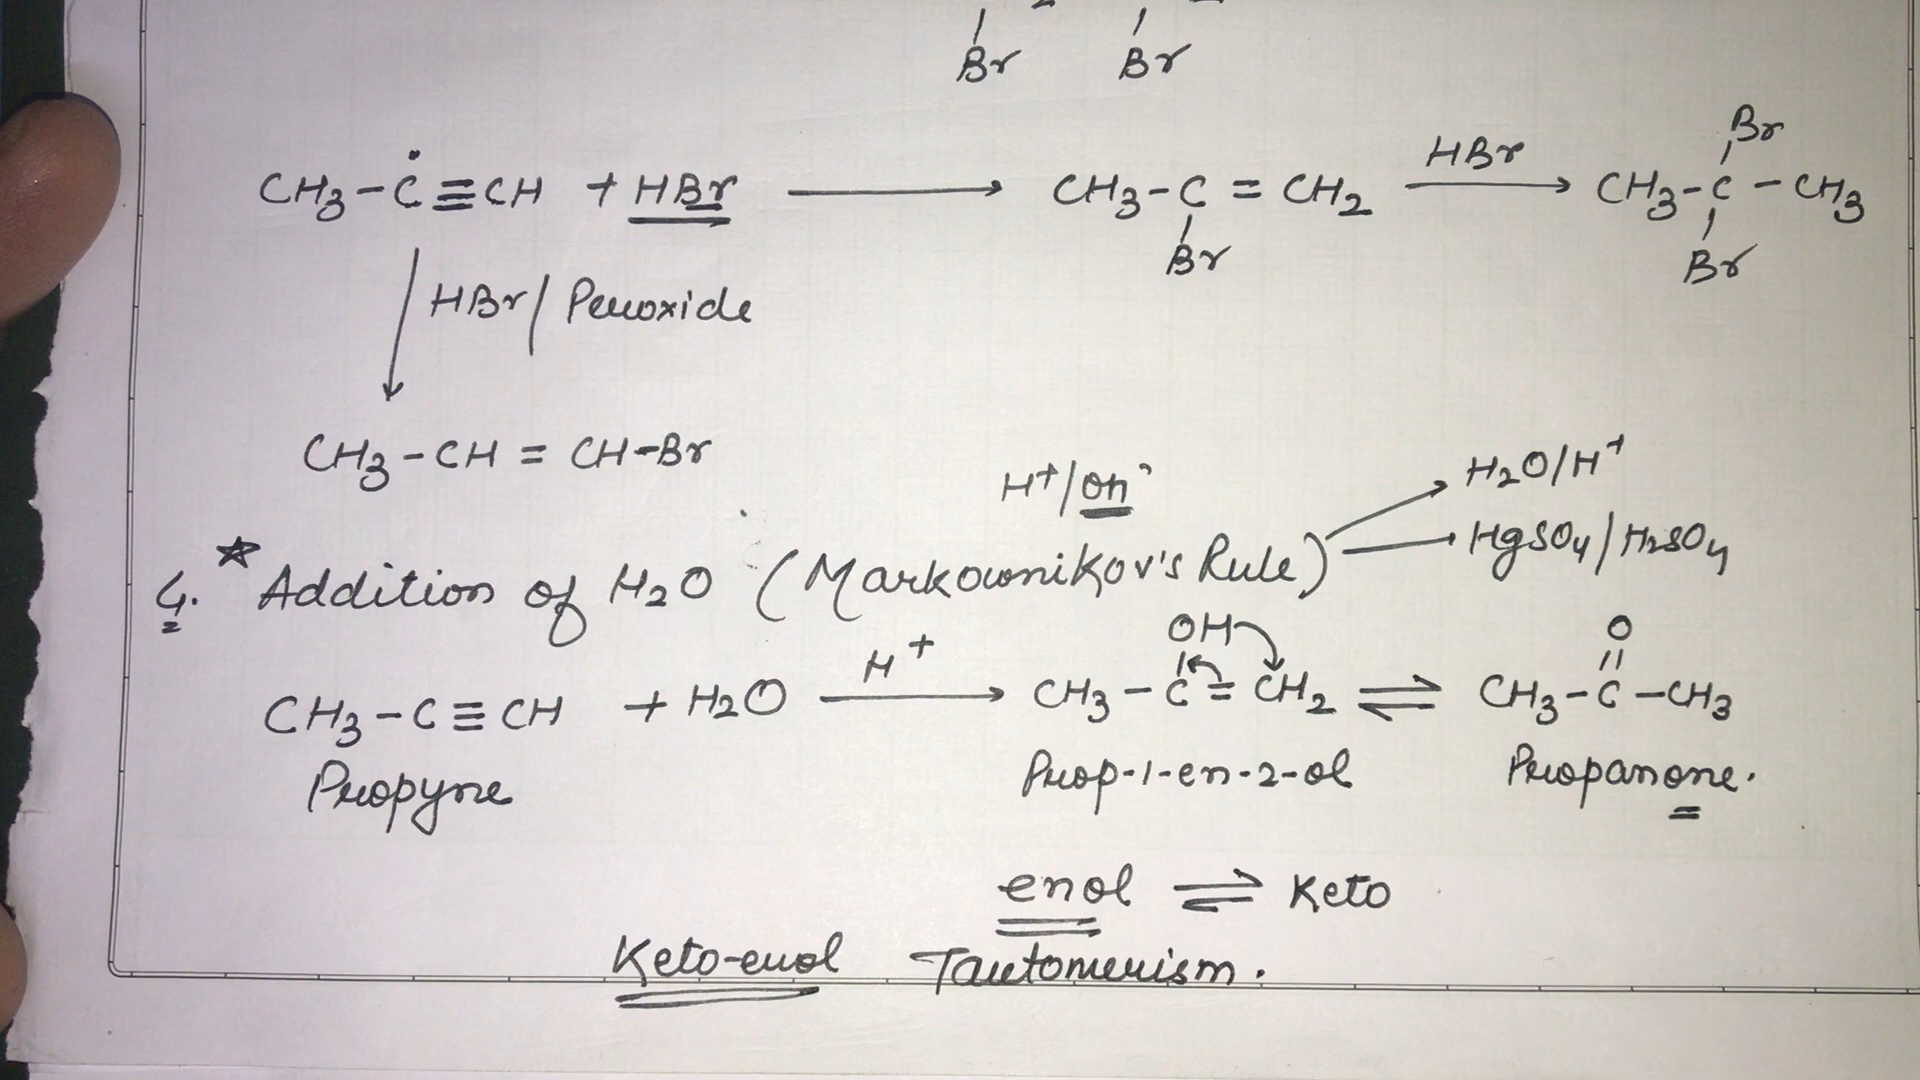 Br Br
CH3-C≡CH + HBr → CH3-C=CH2 HBr → CH3-C-CH3
Br
Br
Br
HBr/Peroxide
CH3-CH=CH-Br
H+/OH-
H2O/H+
4. *Addition of H2O (Markownikov's Rule)
HgSO4/H2SO4
OH
O
CH3-C≡CH + H2O H+ → CH3-C=CH2 ⇌ CH3-C-CH3
Propyne
Prop-1-en-2-ol
Propanone.
enol ⇌ Keto
Keto-enol Tautomerism.